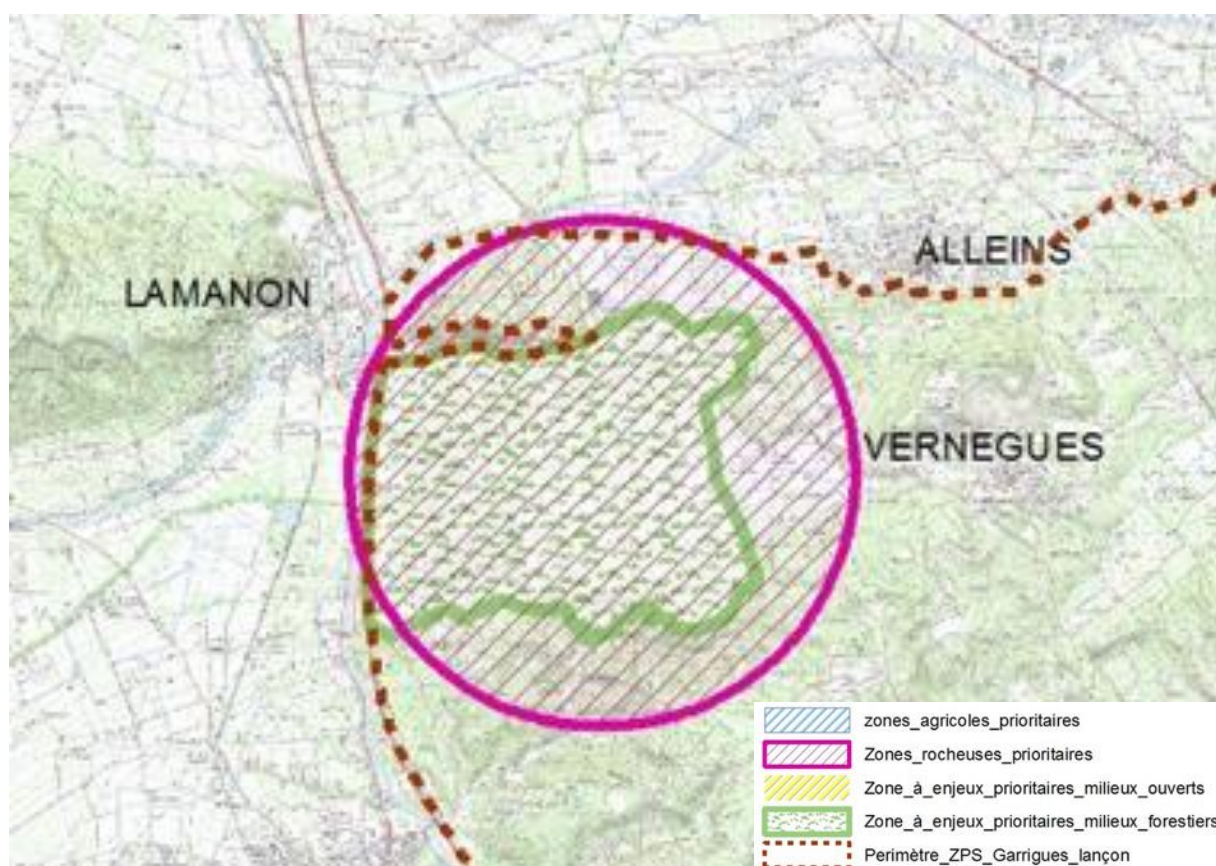 ALLEINS
LAMANON
VERNEGUES
zones_agricoles_prioritaires
Zones_rocheuses_prioritaires
Zone_à_enjeux_prioritaires_milieux_ouverts
Zone_à_enjeux_prioritaires_milieux_forestiers
Perimètre_ZPS_Garrigues_lançon